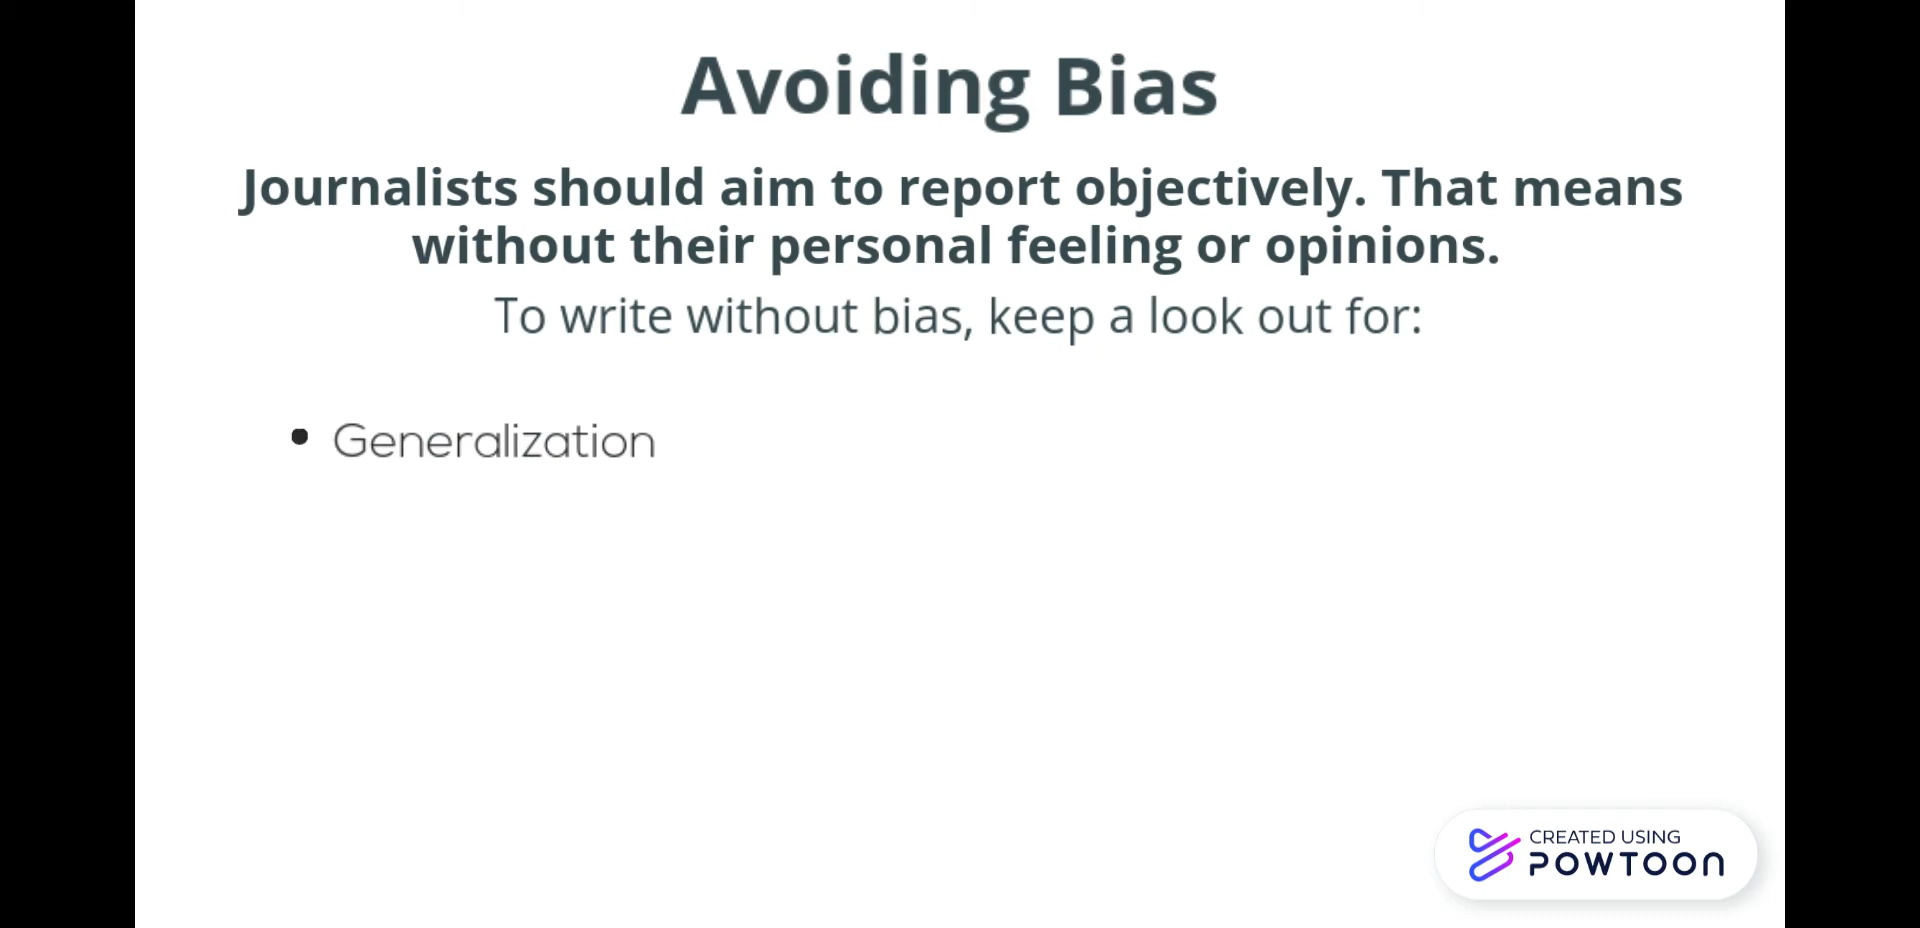 Avoiding Bias
Journalists should aim to report objectively. That means
without their personal feeling or opinions.
To write without bias, keep a look out for:
• Generalization
CREATED USING
POWTOON